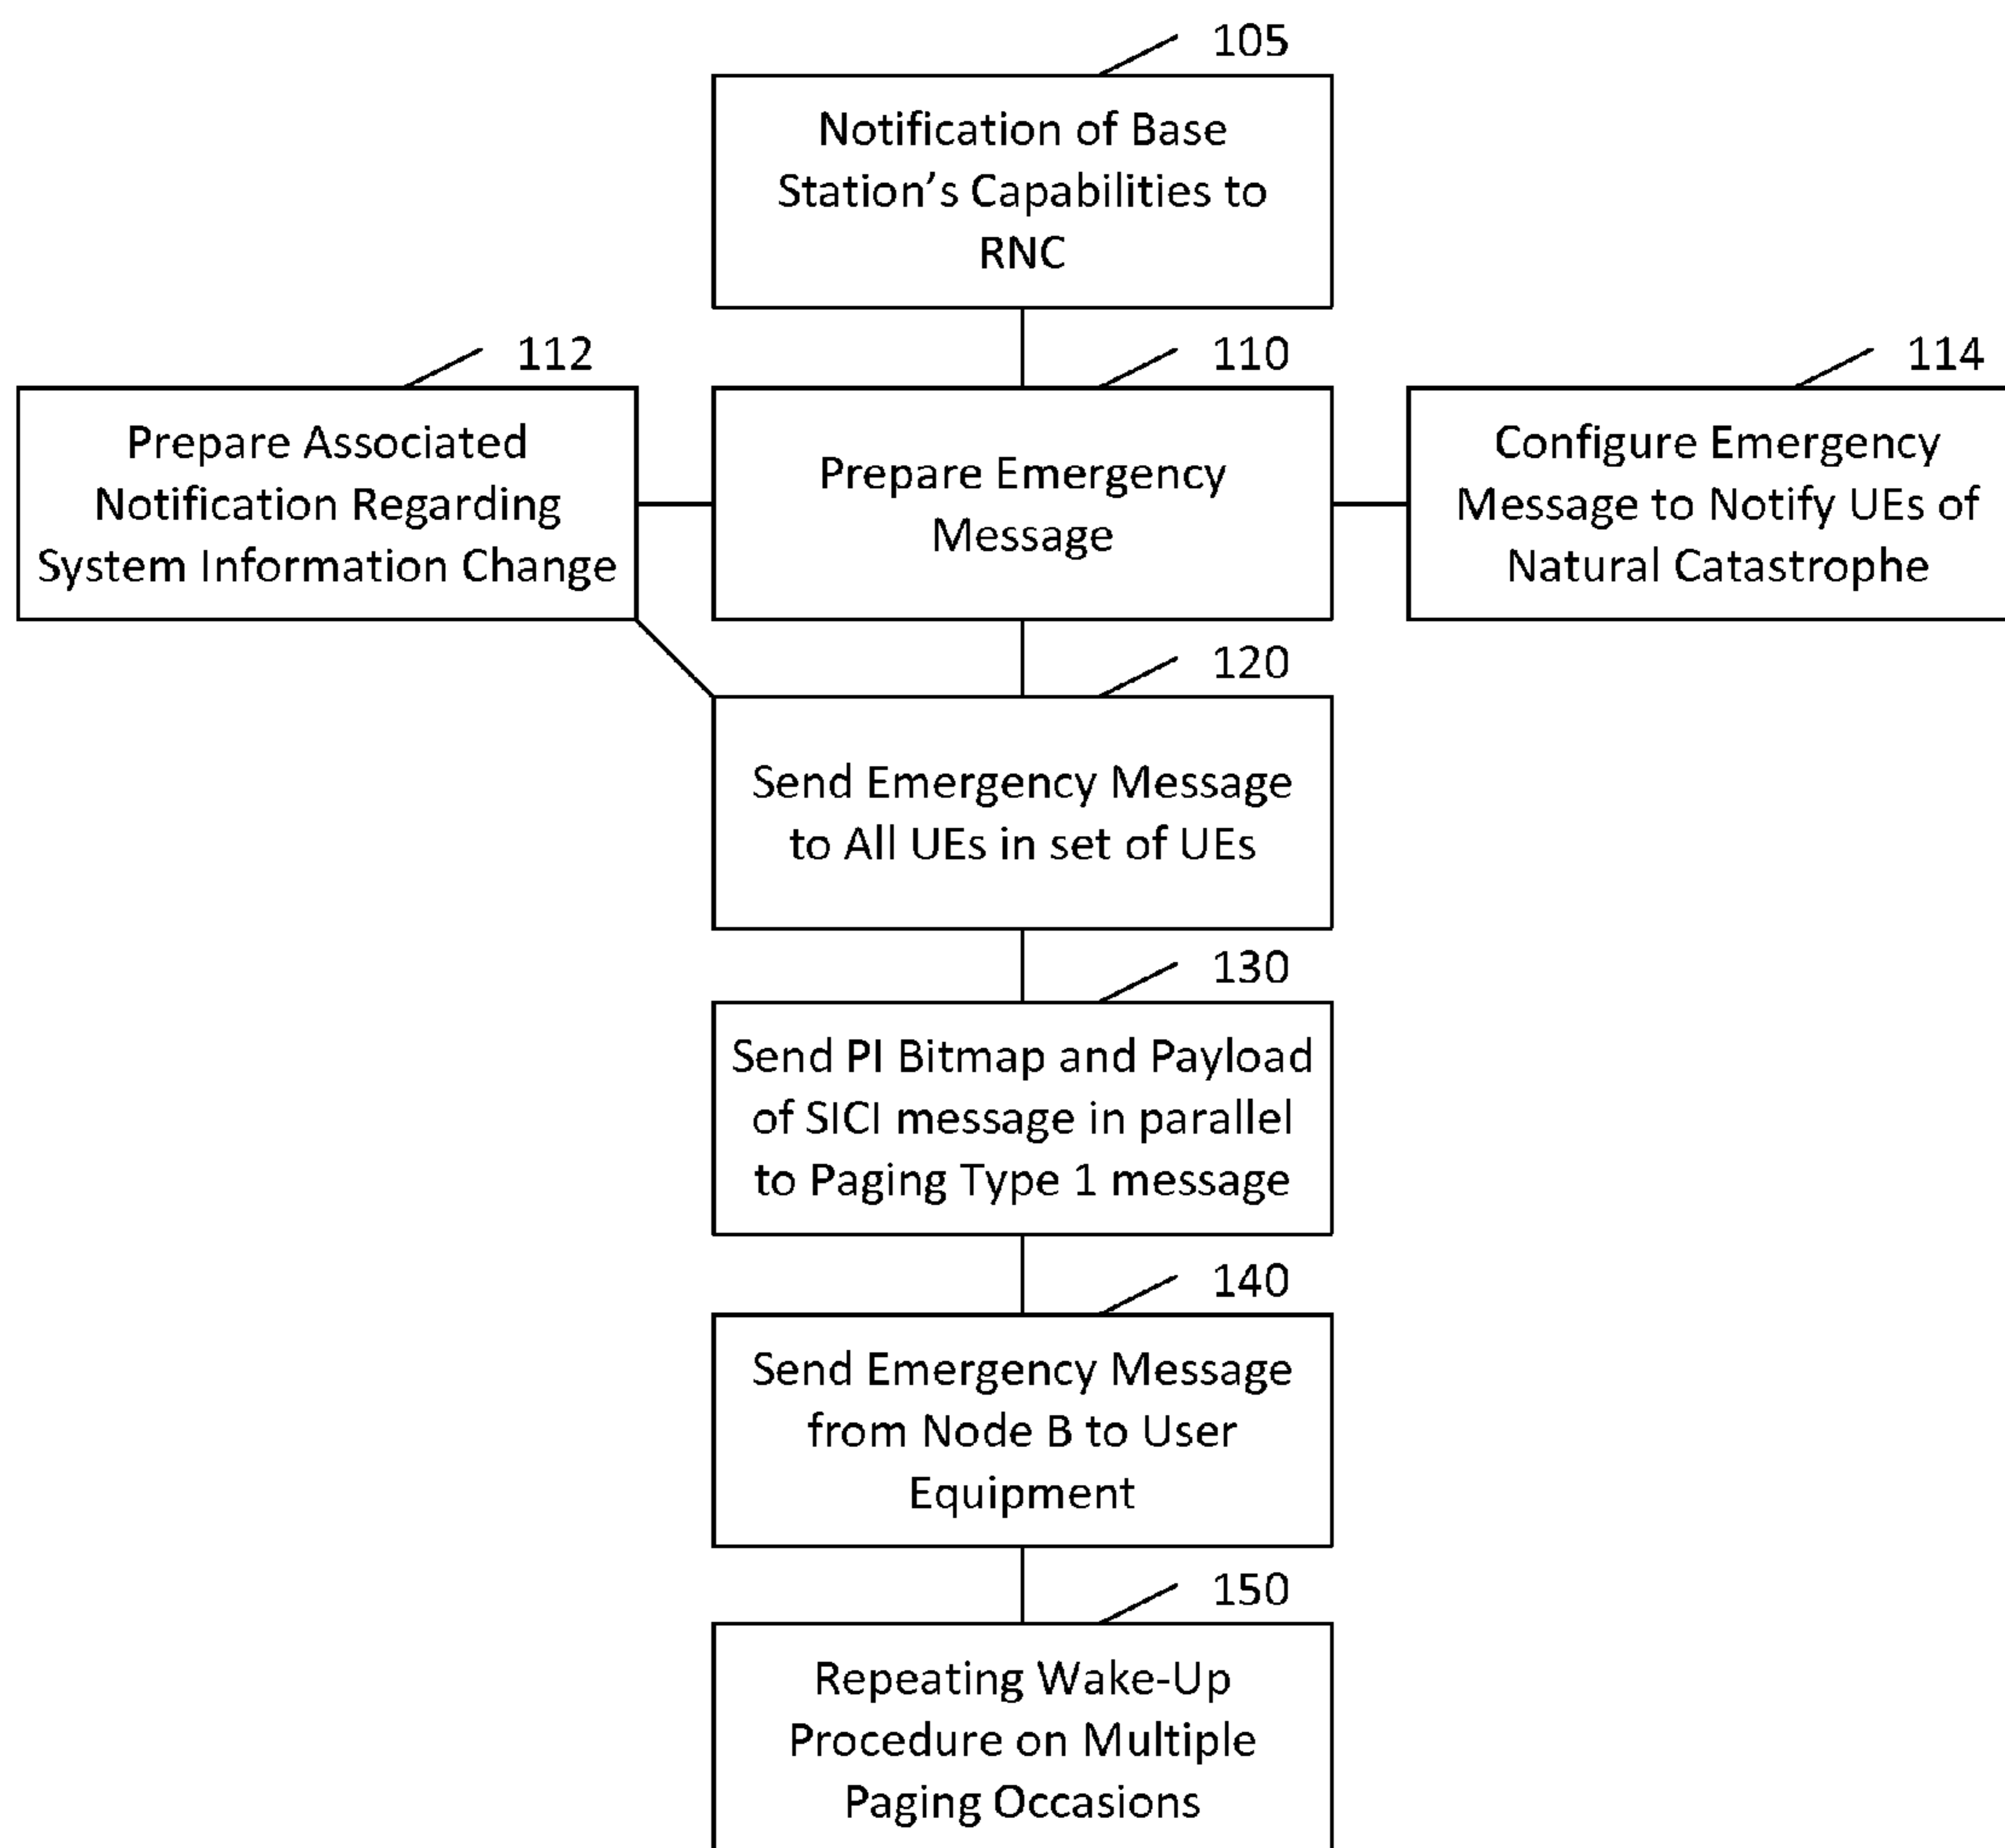 105
Notification of Base
Station’s Capabilities to
RNC
112
Prepare Associated
Notification Regarding
System Information Change
110
Prepare Emergency
Message
114
Configure Emergency
Message to Notify UEs of
Natural Catastrophe
120
Send Emergency Message
to All UEs in set of UEs
130
Send PI Bitmap and Payload
of SICI message in parallel
to Paging Type 1 message
140
Send Emergency Message
from Node B to User
Equipment
150
Repeating Wake-Up
Procedure on Multiple
Paging Occasions